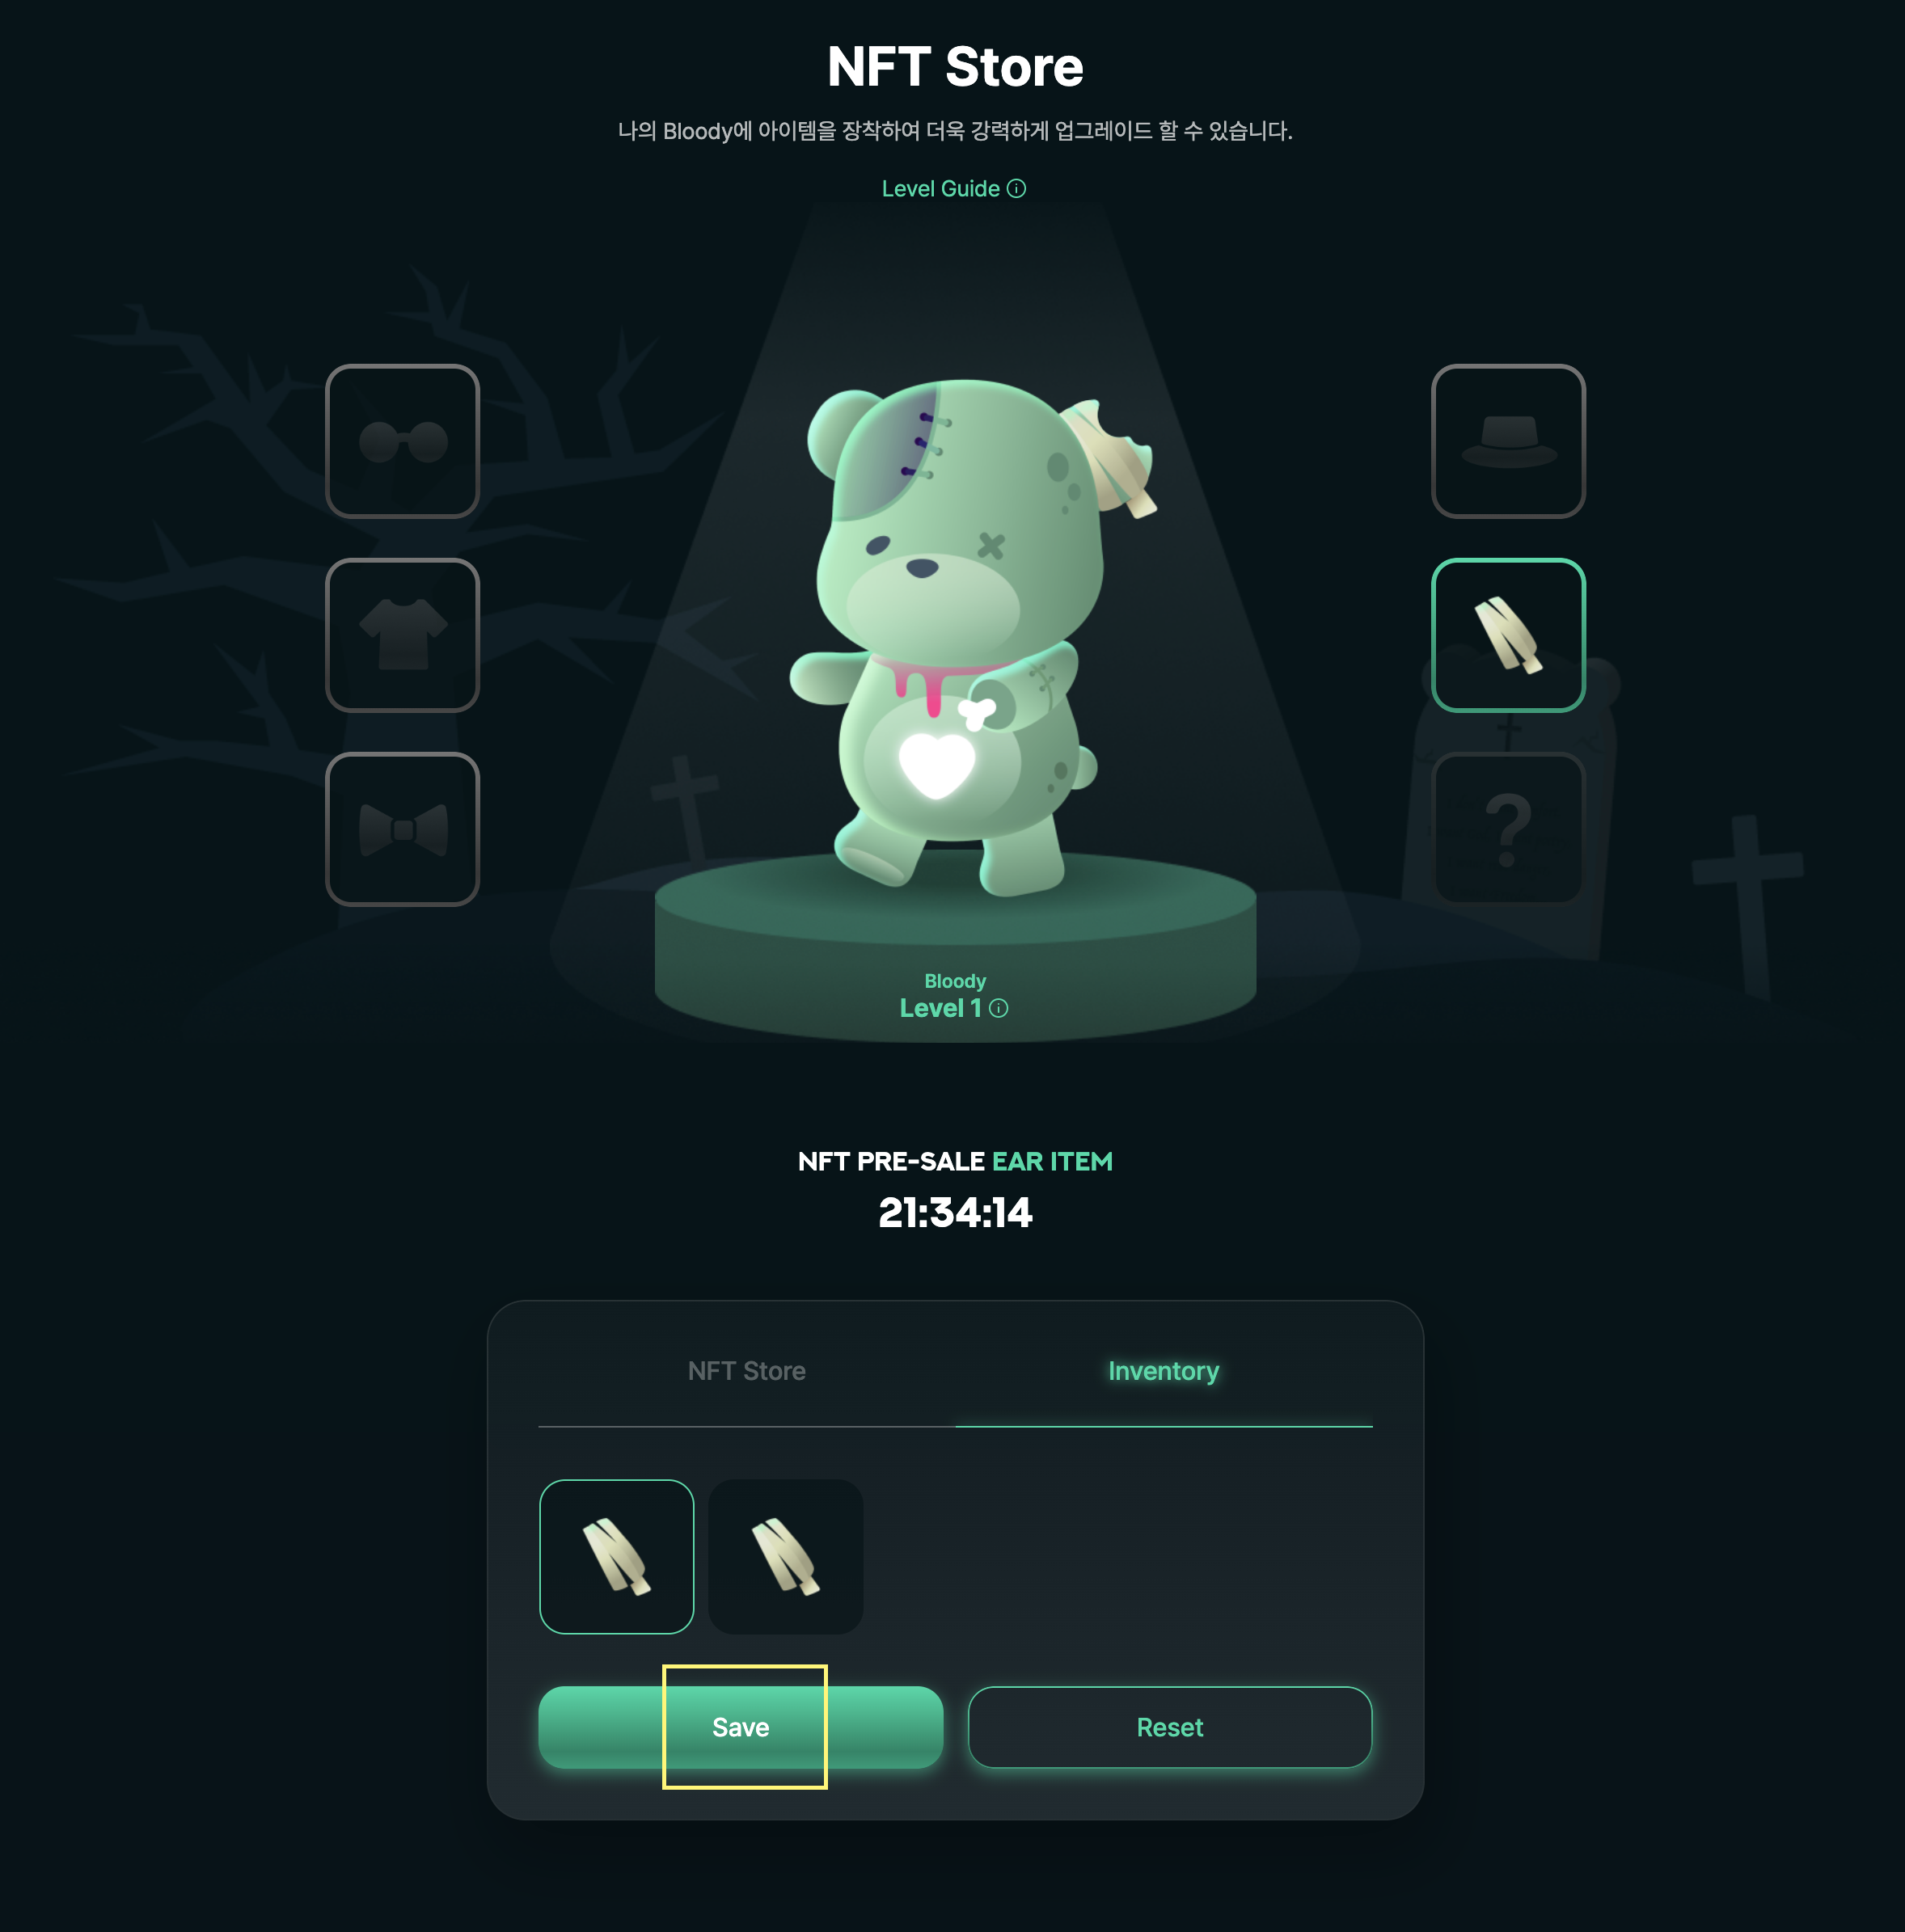 NFT Store
나의 Bloody에 아이템을 장착하여 더욱 강력하게 업그레이드 할 수 있습니다.
Level Guide
?
Bloody
Level 1
NFT PRE-SALE EAR ITEM
21:34:14
NFT Store
Inventory
Save
Reset